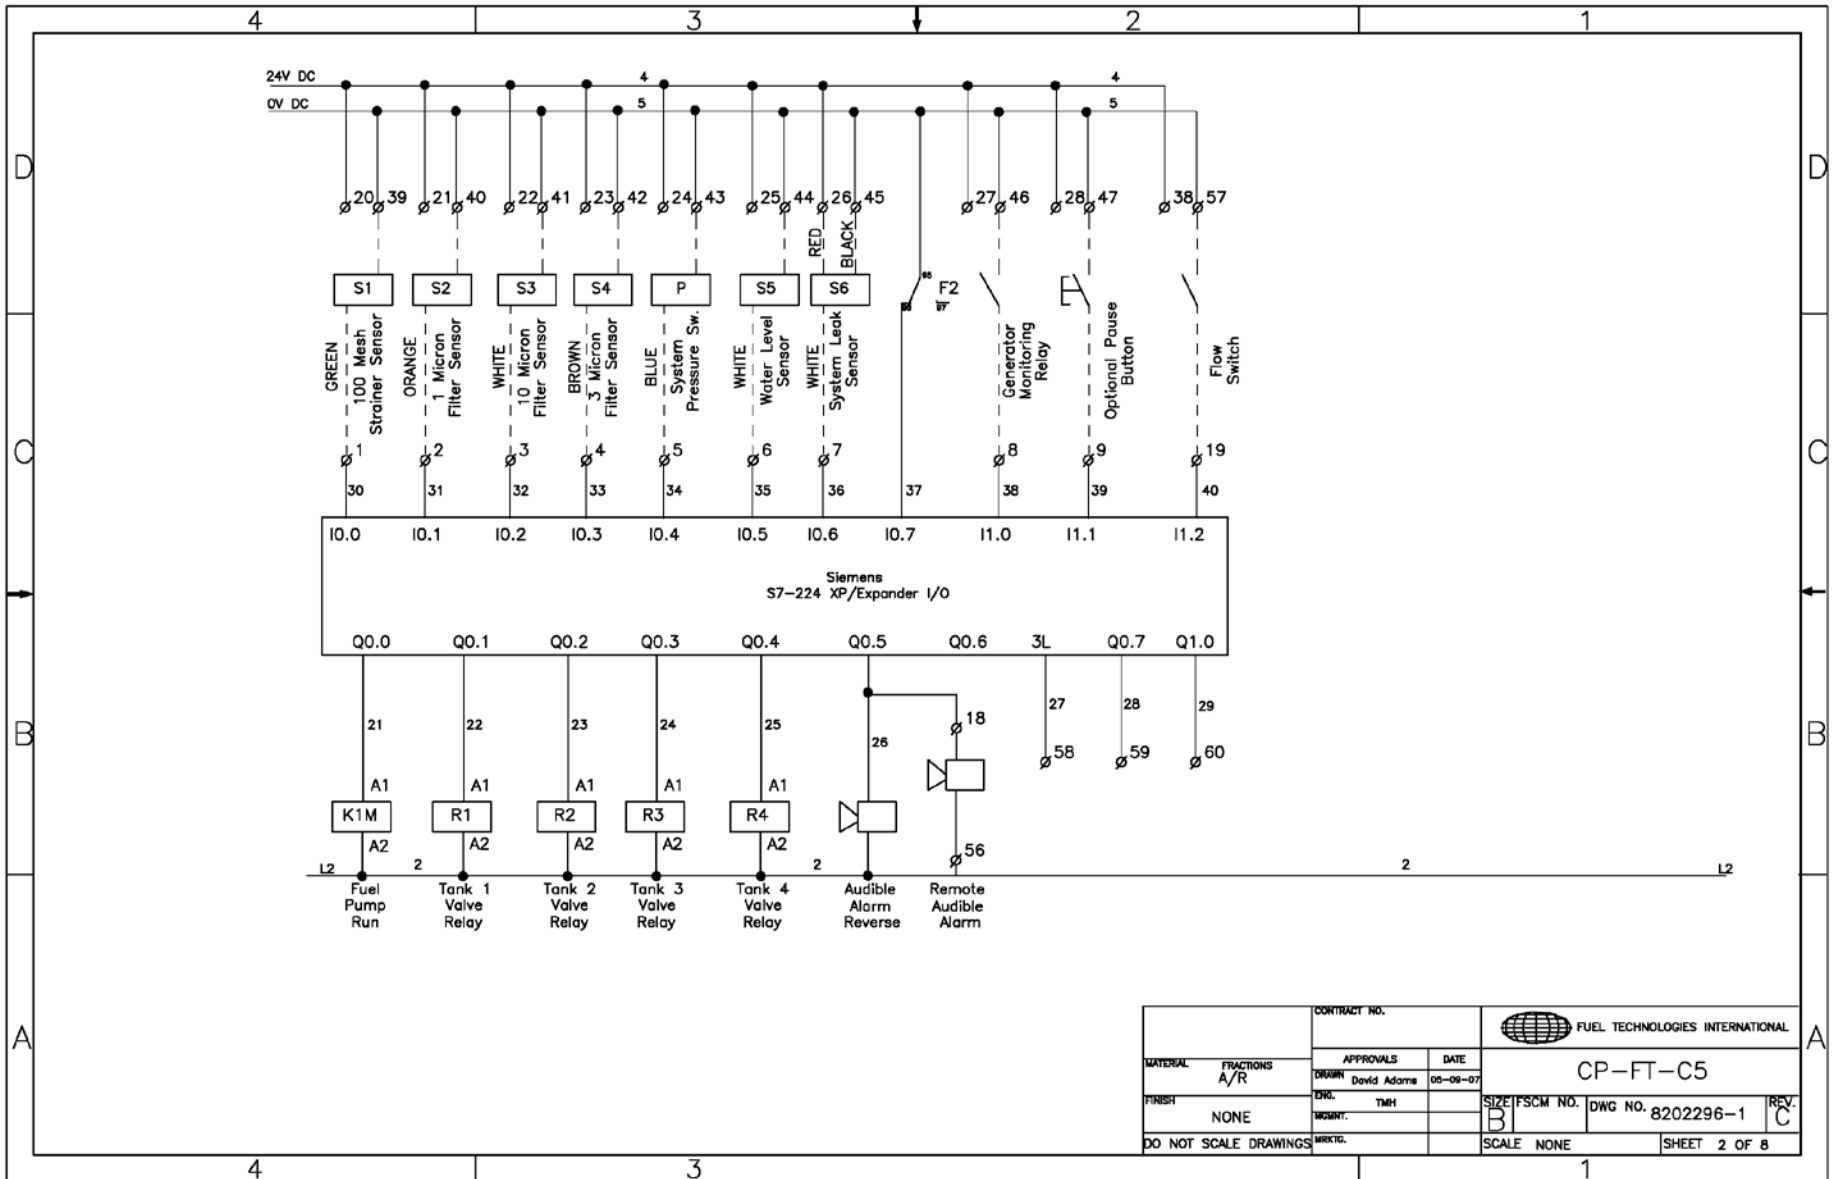 4 3 2 1
24V DC 4 4
0V DC 5 5
D D
20 39 21 40 22 41 23 42 24 43 25 44 26 45 27 46 28 47 38 57
RED
BLACK
S1 S2 S3 S4 P S5 S6
95
96
F2
97
GREEN
100 Mesh
Strainer Sensor
ORANGE
1 Micron
Filter Sensor
WHITE
10 Micron
Filter Sensor
BROWN
3 Micron
Filter Sensor
BLUE
System
Pressure Sw.
WHITE
Water Level
Sensor
WHITE
System Leak
Sensor
Generator
Monitoring
Relay
Optional Pause
Button
Flow
Switch
C C
1 2 3 4 5 6 7 8 9 19
30 31 32 33 34 35 36 37 38 39 40
I0.0 I0.1 I0.2 I0.3 I0.4 I0.5 I0.6 I0.7 I1.0 I1.1 I1.2
Siemens
S7-224 XP/Expander I/O
Q0.0 Q0.1 Q0.2 Q0.3 Q0.4 Q0.5 Q0.6 3L Q0.7 Q1.0
B B
21 22 23 24 25 26 18 27 28 29
58 59 60
A1 A1 A1 A1 A1
K1M R1 R2 R3 R4
A2 A2 A2 A2 A2
56
L2 2 2 2 L2
Fuel
Pump
Run
Tank 1
Valve
Relay
Tank 2
Valve
Relay
Tank 3
Valve
Relay
Tank 4
Valve
Relay
Audible
Alarm
Reverse
Remote
Audible
Alarm
A A
CONTRACT NO.
FUEL TECHNOLOGIES INTERNATIONAL
MATERIAL FRACTIONS
A/R
APPROVALS DATE
DRAWN David Adams 05-09-07
CP-FT-C5
FINISH
NONE
ENG. TMH
MGMNT.
SIZE
B
FSCM NO.
DWG NO. 8202296-1
REV.
C
DO NOT SCALE DRAWINGS
MRKTG.
SCALE NONE
SHEET 2 OF 8
4 3 1